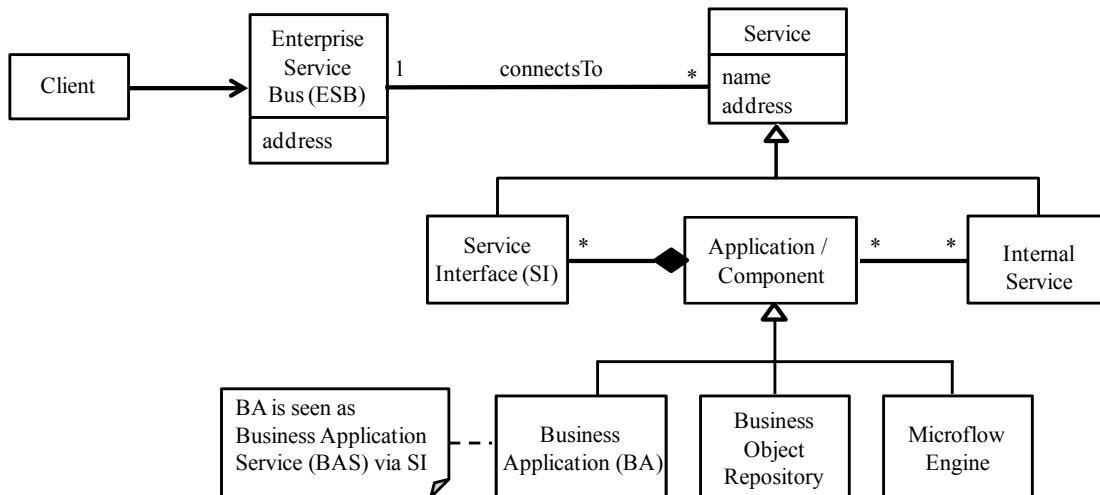 Client
Enterprise
Service
Bus (ESB)
address
1
connectsTo
*
Service
name
address
Service
Interface (SI)
*
Application /
Component
*
*
Internal
Service
BA is seen as
Business Application
Service (BAS) via SI
Business
Application (BA)
Business
Object
Repository
Microflow
Engine